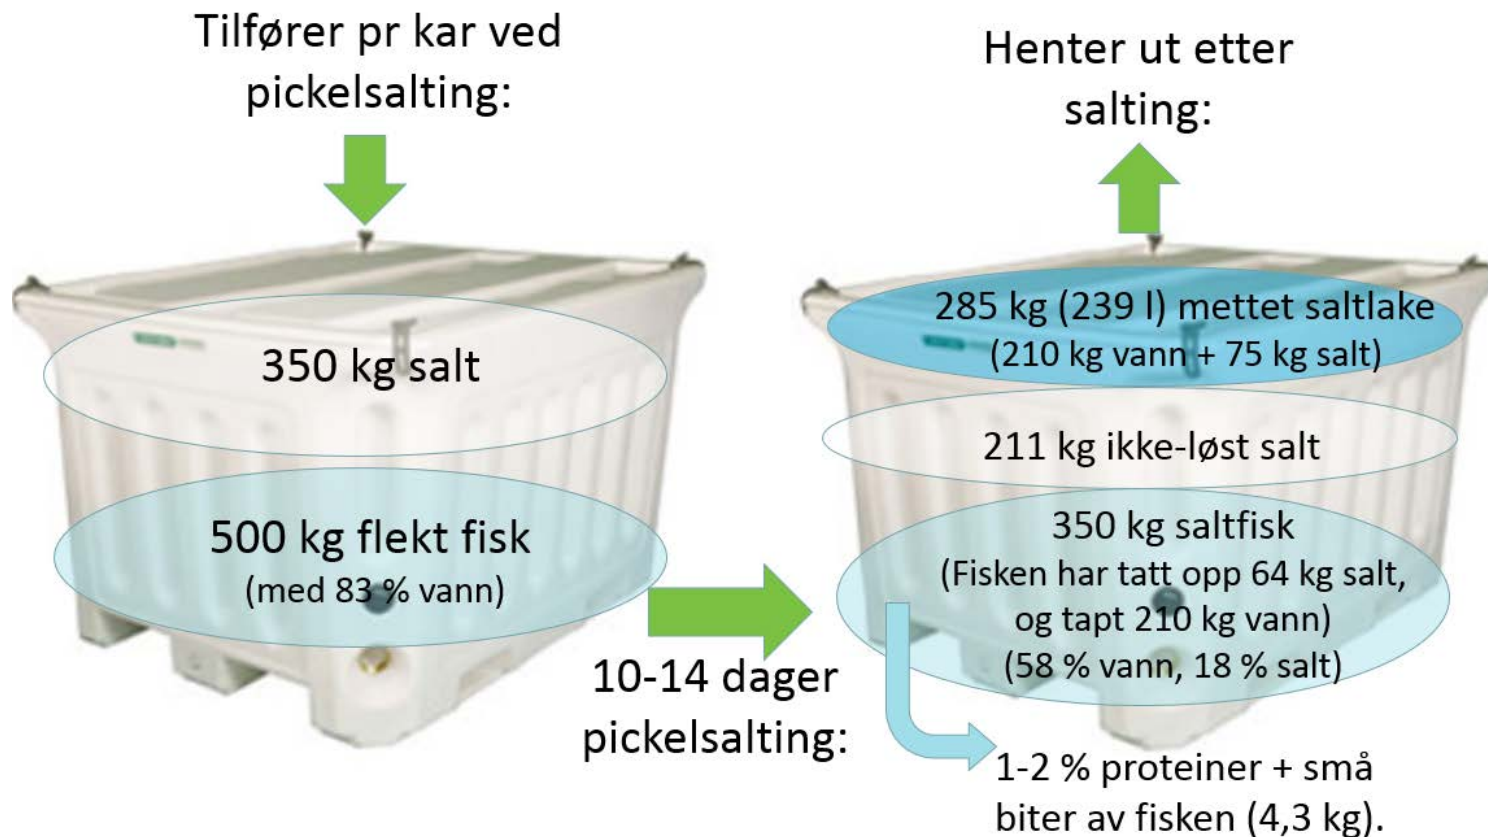 Tilfører pr kar ved
pickelsalting:
350 kg salt
500 kg flekt fisk
(med 83 % vann)
10-14 dager
pickelsalting:
Henter ut etter
salting:
285 kg (239 l) mettet saltlake
(210 kg vann + 75 kg salt)
211 kg ikke-løst salt
350 kg saltfisk
(Fisken har tatt opp 64 kg salt,
og tapt 210 kg vann)
(58 % vann, 18 % salt)
1-2 % proteiner + små
biter av fisken (4,3 kg).